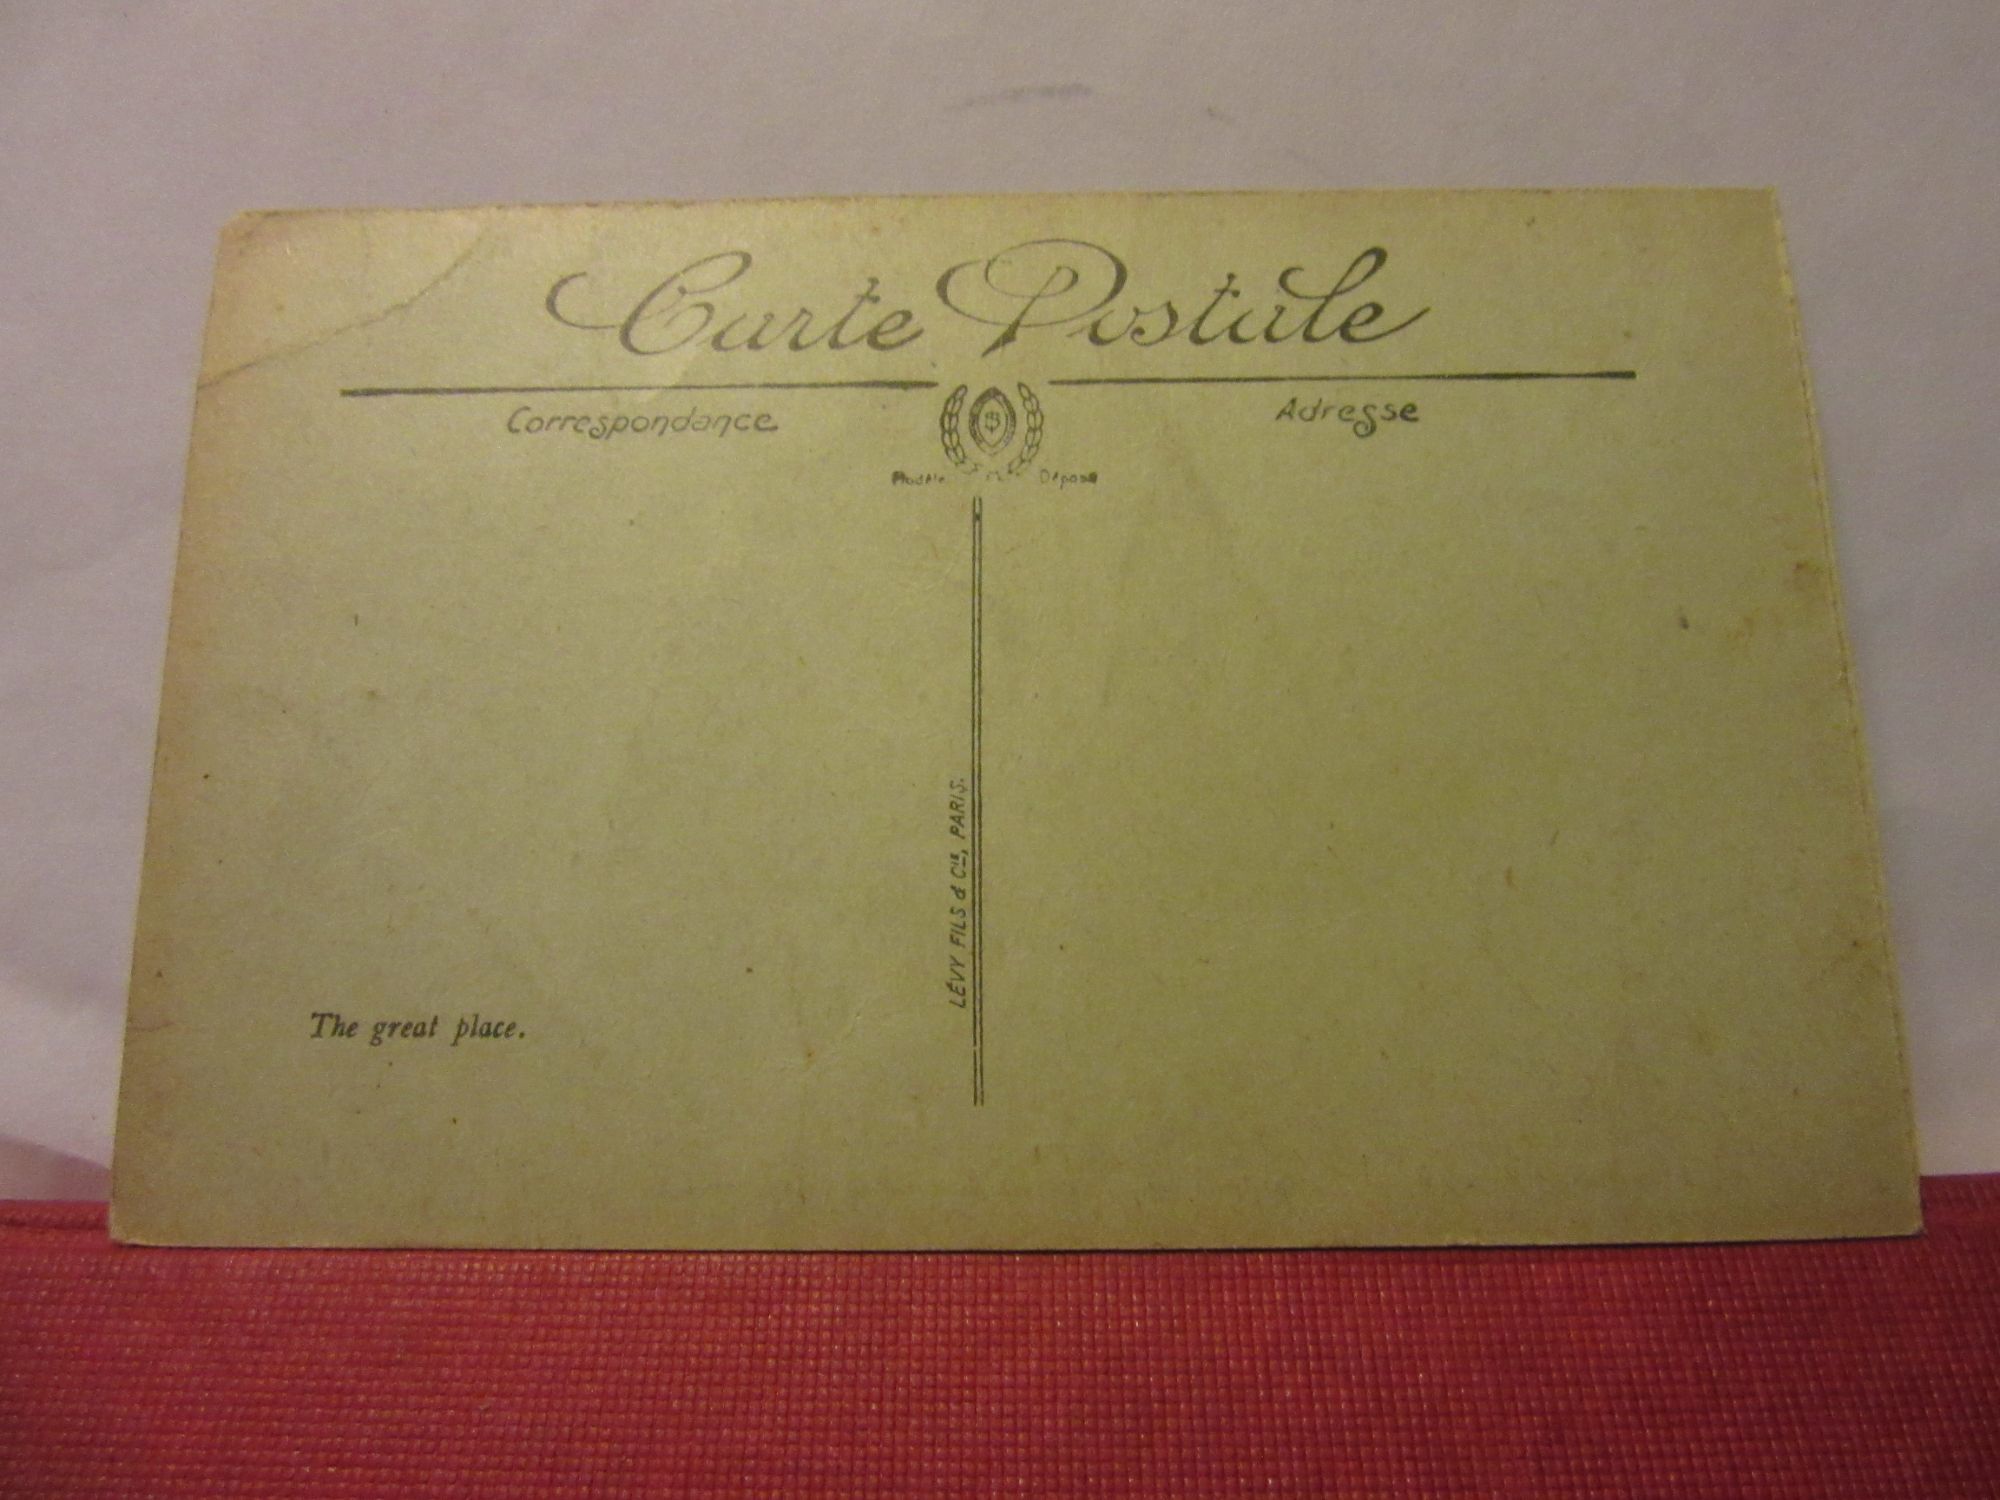 Carte Postale
Correspondance
Adresse
Modèle Déposé
LÉVY FILS & Cie, PARIS.
The great place.